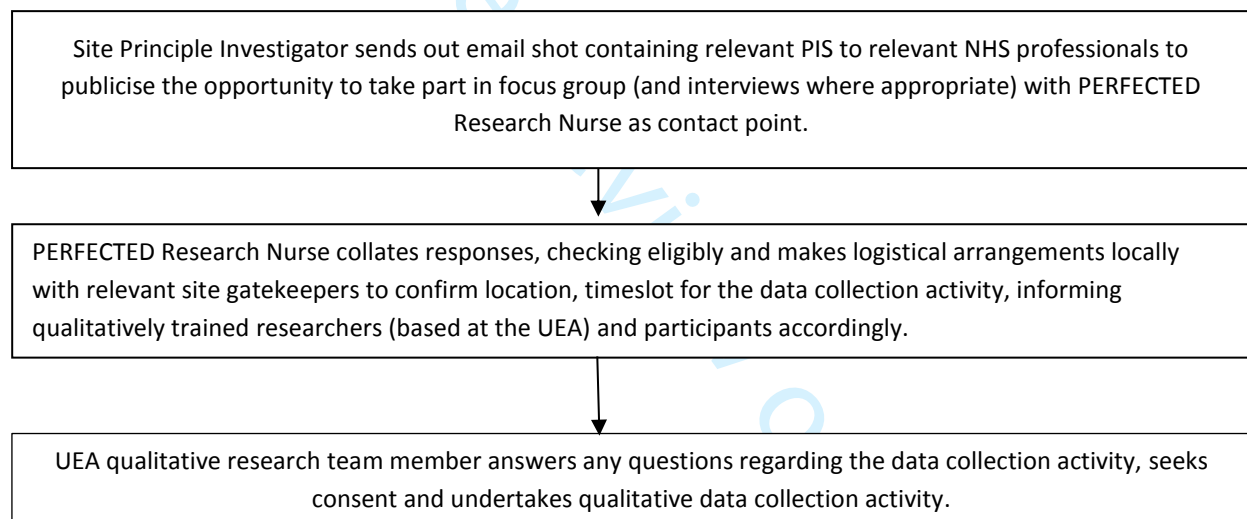 Site Principle Investigator sends out email shot containing relevant PIS to relevant NHS professionals to
publicise the opportunity to take part in focus group (and interviews where appropriate) with PERFECTED
Research Nurse as contact point.
PERFECTED Research Nurse collates responses, checking eligibly and makes logistical arrangements locally
with relevant site gatekeepers to confirm location, timeslot for the data collection activity, informing
qualitatively trained researchers (based at the UEA) and participants accordingly.
UEA qualitative research team member answers any questions regarding the data collection activity, seeks
consent and undertakes qualitative data collection activity.